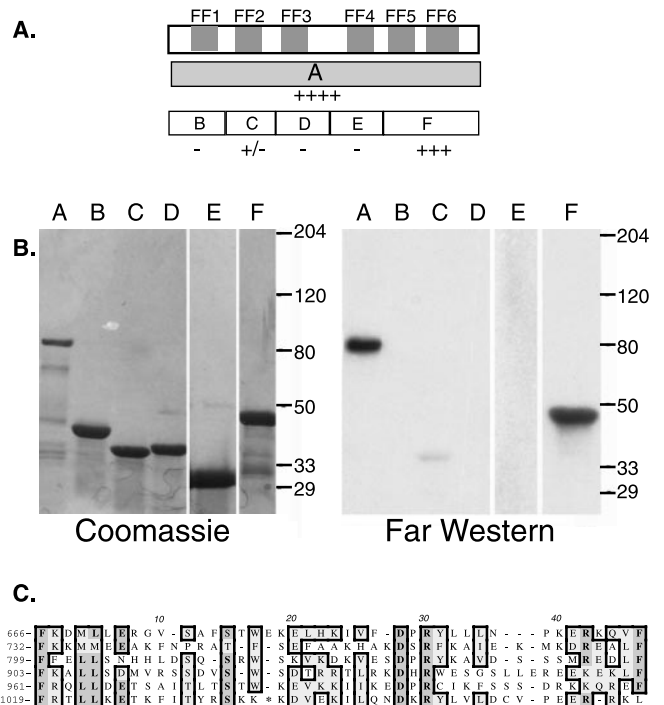 A.
FF1 FF2 FF3 FF4 FF5 FF6
A
++++
B C D E F
- +/- - - +++
B.
A B C D E F A B C D E F
204 204
120 120
80 80
50 50
33 33
29 29
Coomassie Far Western
C.
10 20 30 40
666- F K D M L L E R G V - S A F S T W E K E L H K I V F - D P R Y L L L N - - - P K E R K Q V F
732- F K M M E E A K F N P R A T - F - S E F A A K H A K D S R F K A I E K - - M K D R E A L F
799- F F E L L S N H H L D S Q - S R W S K V K D K V E S D P R Y K A V D - S S S M R E D L F
903- F K A L L S D M V R S S D V S W S D T R R T L R K D H R W E S G S L L E R E E K E K L F
961- F R Q L L D E T S A I T L T S T W K E V K K I I K E D P R C I K F S S S D R K K Q R E F
1019- F R T L L K E T K F I T Y R S K K * D V E K I L Q N D K R Y L V L D C V - P E E R - R K L